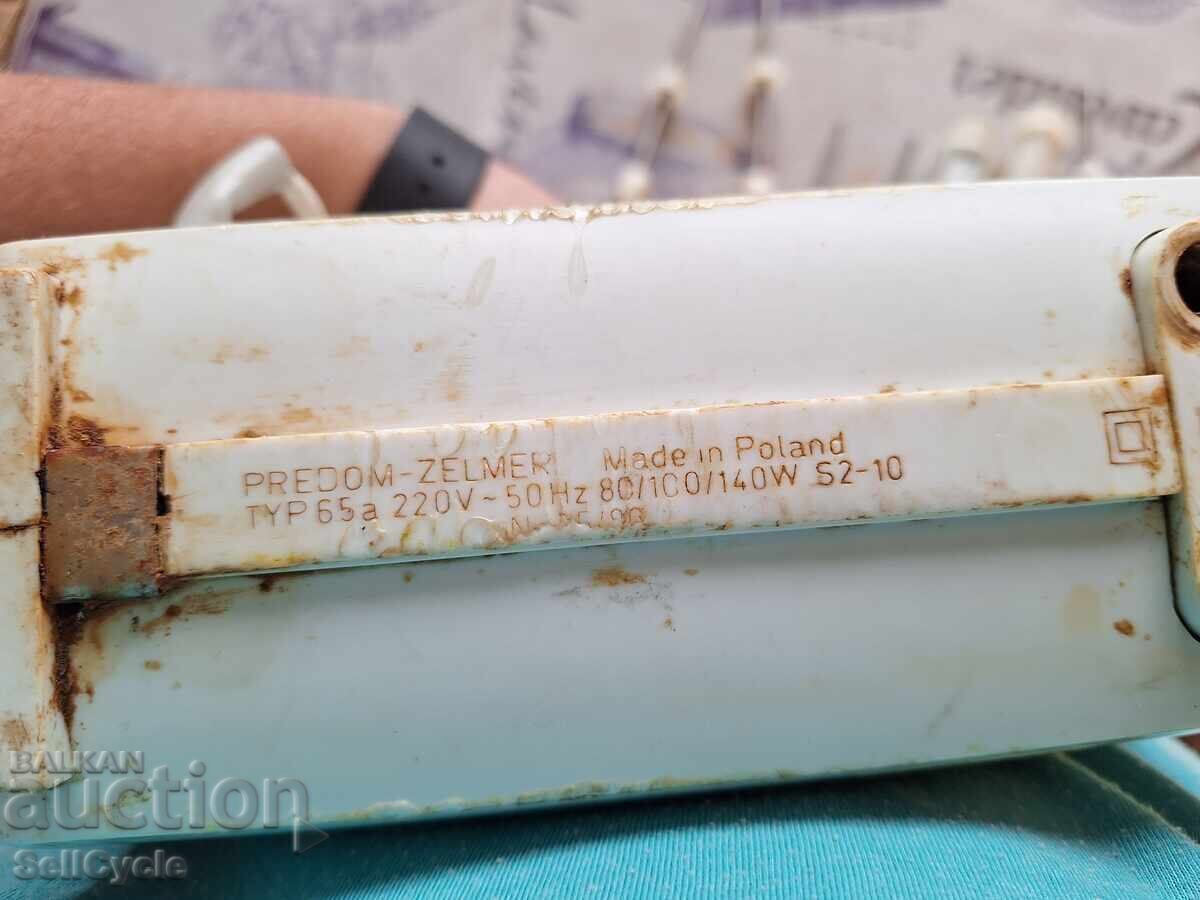 PREDOM-ZELMER Made in Poland
TYP 65a 220V~50Hz 80/100/140W S2-10
BALKAN
auction
SellCycle